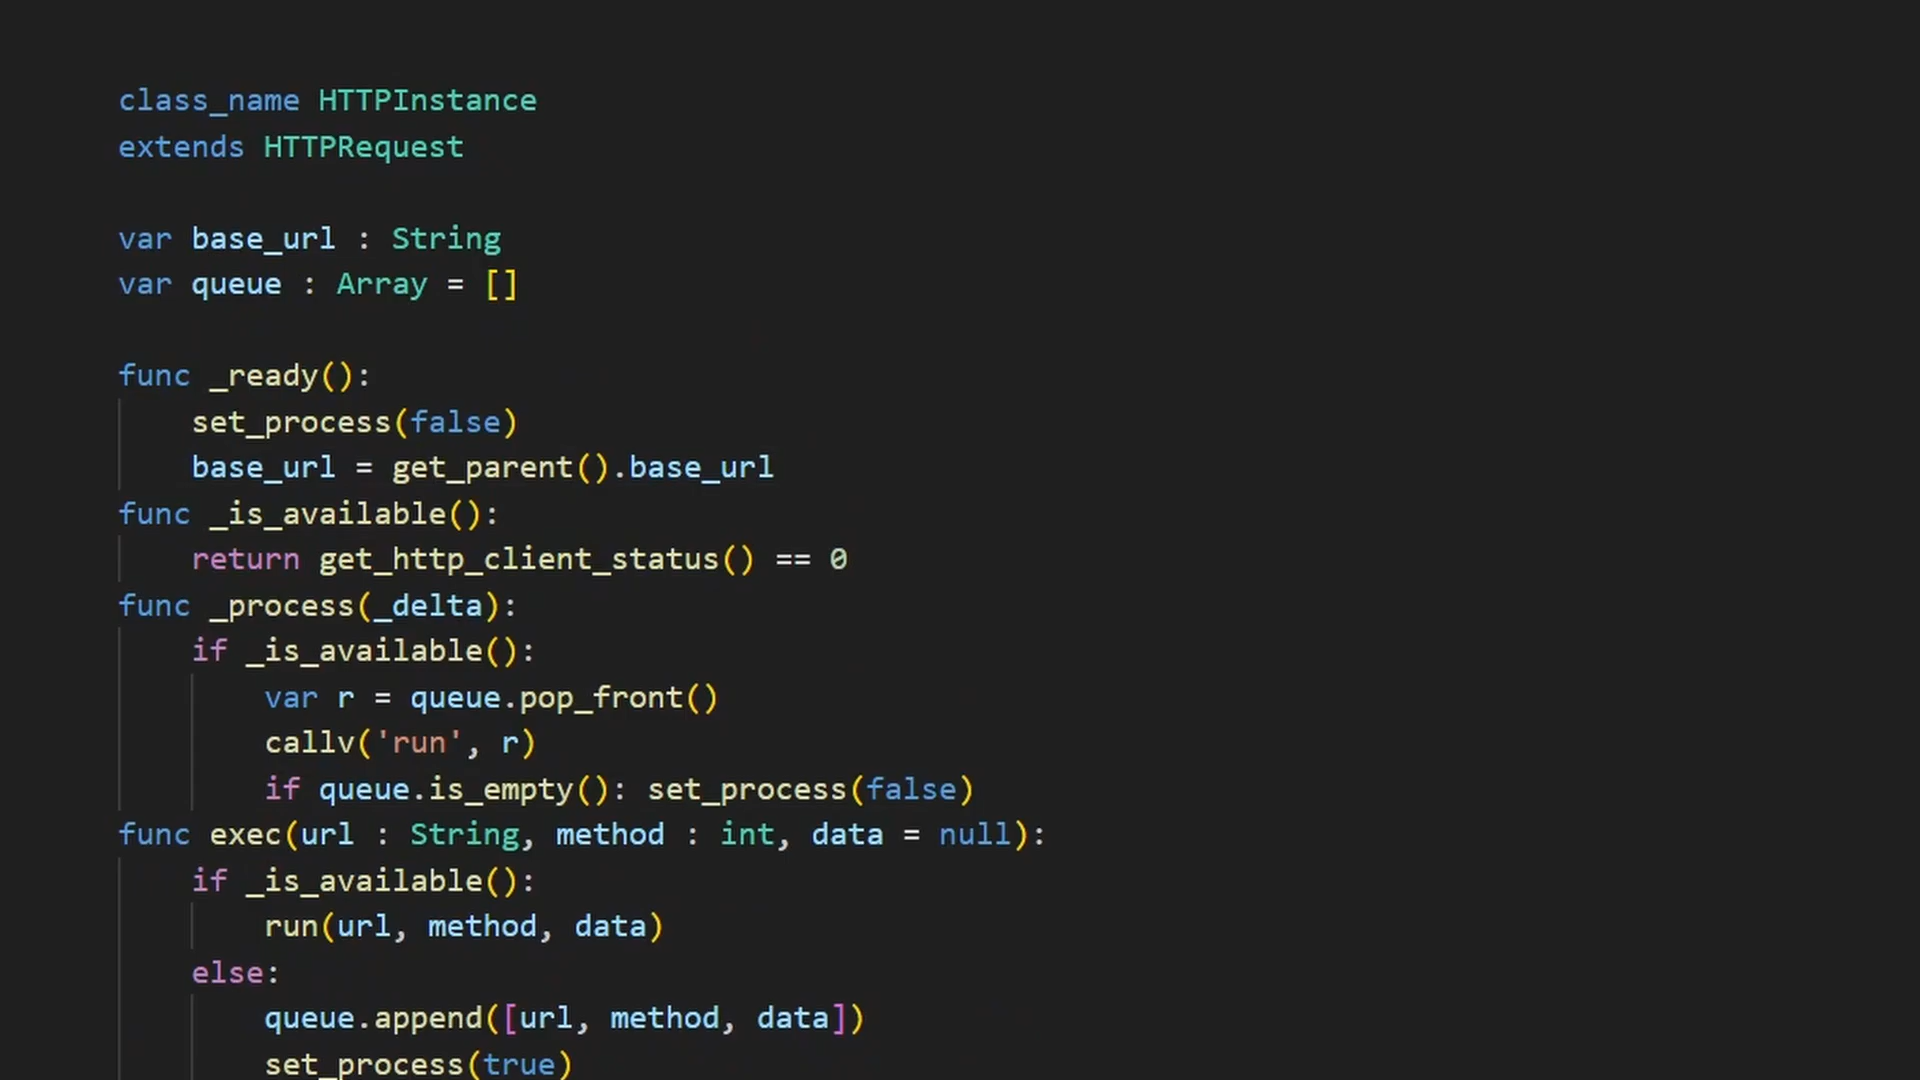 class_name HTTPInstance
extends HTTPRequest
var base_url : String
var queue : Array = []
func _ready():
set_process(false)
base_url = get_parent().base_url
func _is_available():
return get_http_client_status() == 0
func _process(_delta):
if _is_available():
var r = queue.pop_front()
callv('run', r)
if queue.is_empty(): set_process(false)
func exec(url : String, method : int, data = null):
if _is_available():
run(url, method, data)
else:
queue.append([url, method, data])
set_process(true)